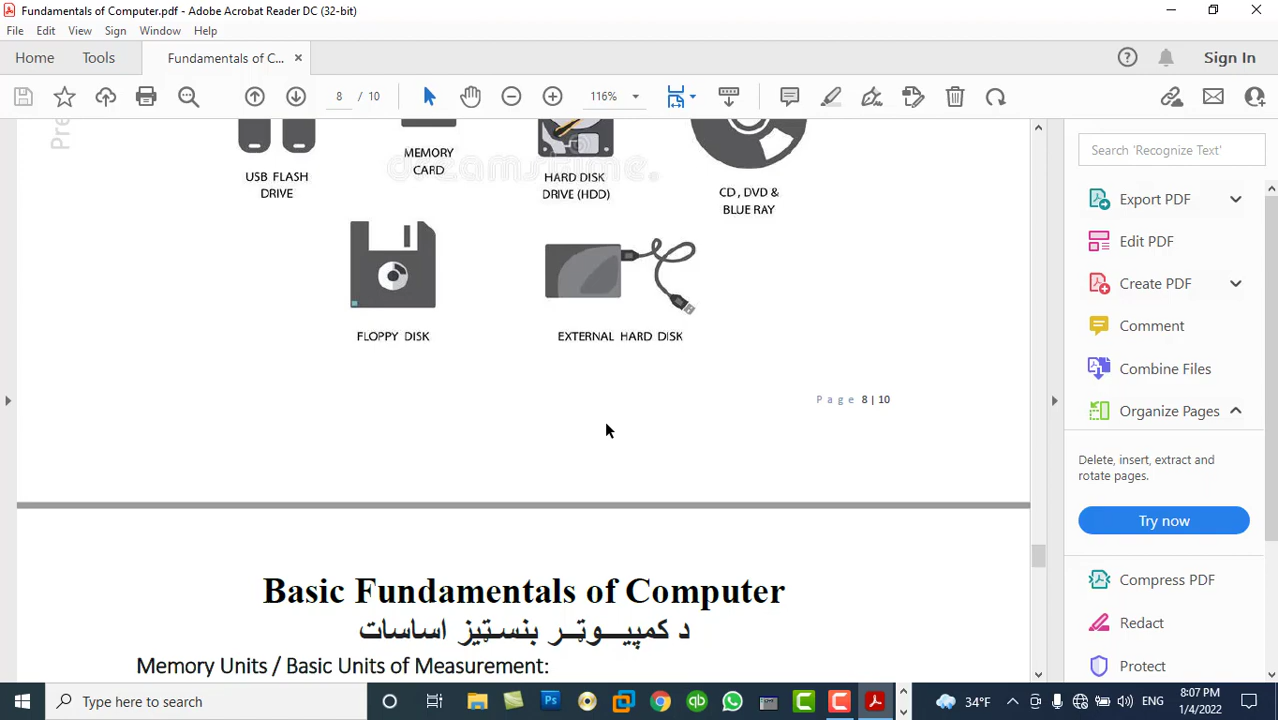 Fundamentals of Computer.pdf - Adobe Acrobat Reader DC (32-bit)
File Edit View Sign Window Help
Home Tools Fundamentals of C... Sign In
8 / 10 116%
Pre
dreamstime.
USB FLASH
DRIVE
MEMORY
CARD
HARD DISK
DRIVE (HDD)
CD, DVD &
BLUE RAY
FLOPPY DISK
EXTERNAL HARD DISK
Page 8 | 10
Basic Fundamentals of Computer
د کمپیوټر بنسټیز اساسات
Memory Units / Basic Units of Measurement:
Search 'Recognize Text'
Export PDF
Edit PDF
Create PDF
Comment
Combine Files
Organize Pages
Delete, insert, extract and
rotate pages.
Try now
Compress PDF
Redact
Protect
Type here to search
Ps
qb
34°F
ENG
8:07 PM
1/4/2022